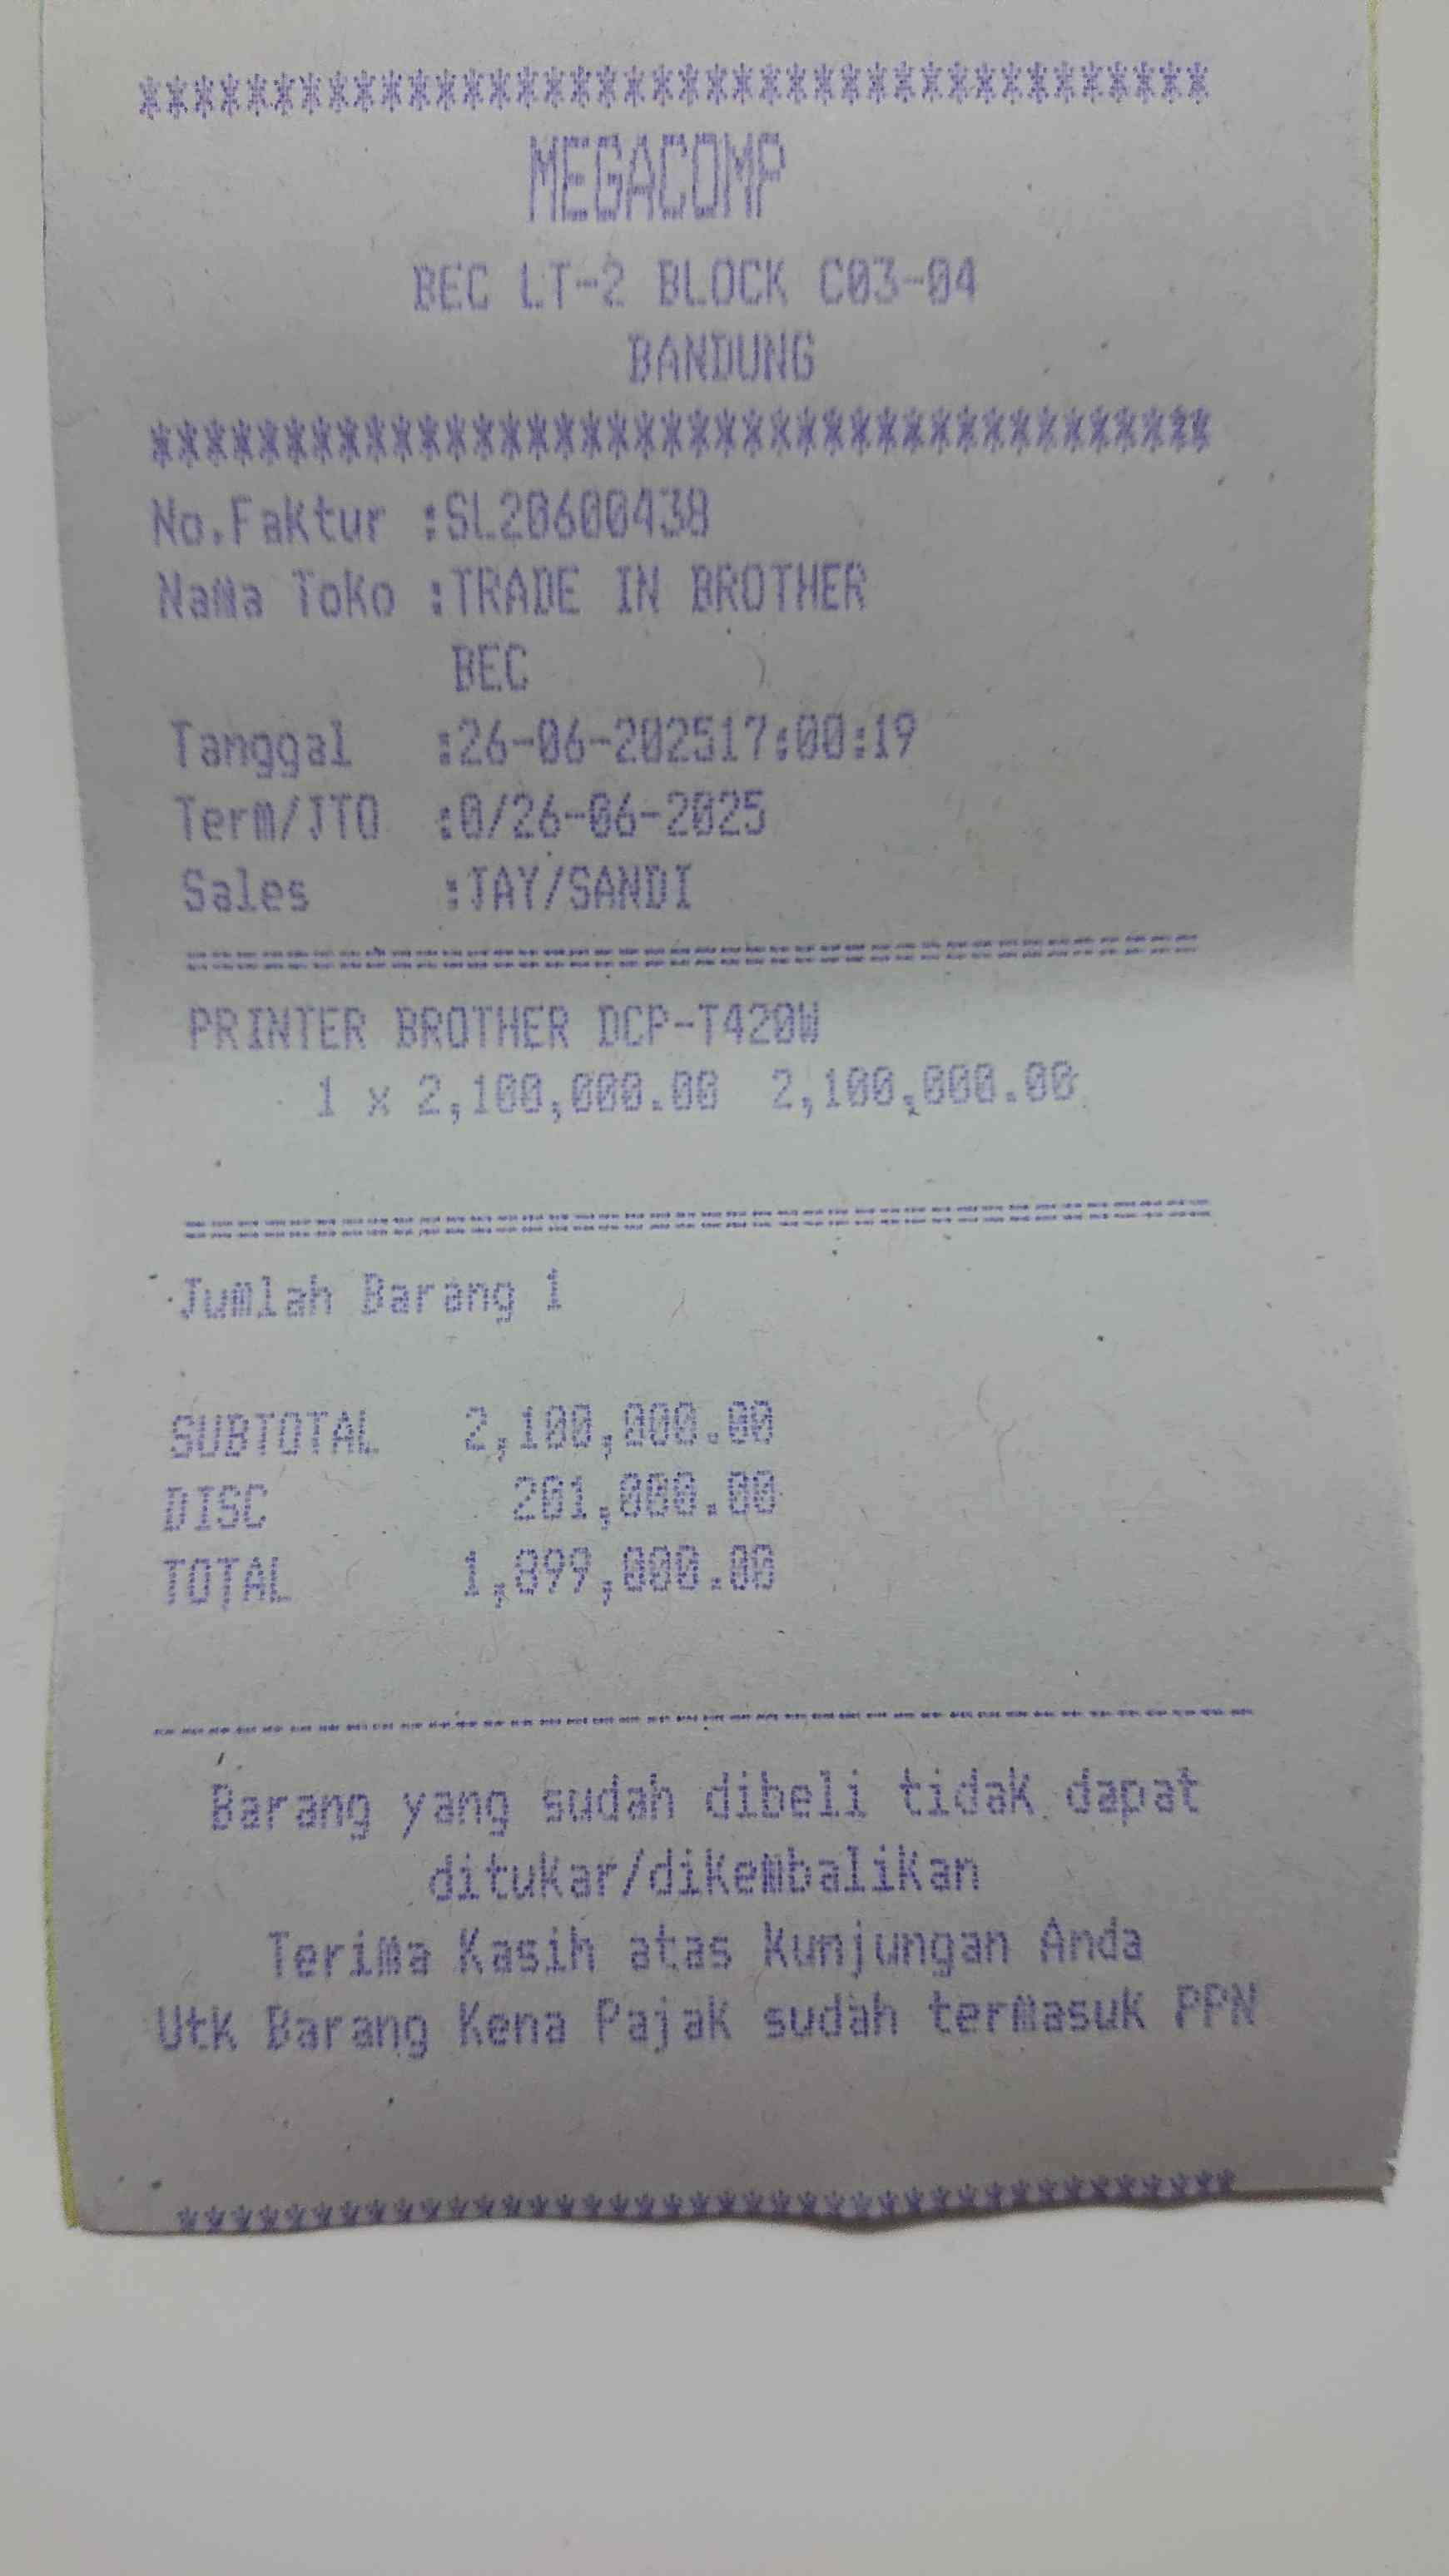 ****************************************
MEGACOMP
BEC LT-2 BLOCK C03-04
BANDUNG
****************************************
No.Faktur :SL20600438
Nama Toko :TRADE IN BROTHER
BEC
Tanggal :26-06-202517:00:19
Term/JTO :0/26-06-2025
Sales :JAY/SANDI
========================================
PRINTER BROTHER DCP-T420W
1 x 2,100,000.00 2,100,000.00
========================================
Jumlah Barang 1
SUBTOTAL 2,100,000.00
DISC 201,000.00
TOTAL 1,899,000.00
----------------------------------------
Barang yang sudah dibeli tidak dapat
ditukar/dikembalikan
Terima Kasih atas Kunjungan Anda
Utk Barang Kena Pajak sudah termasuk PPN
****************************************